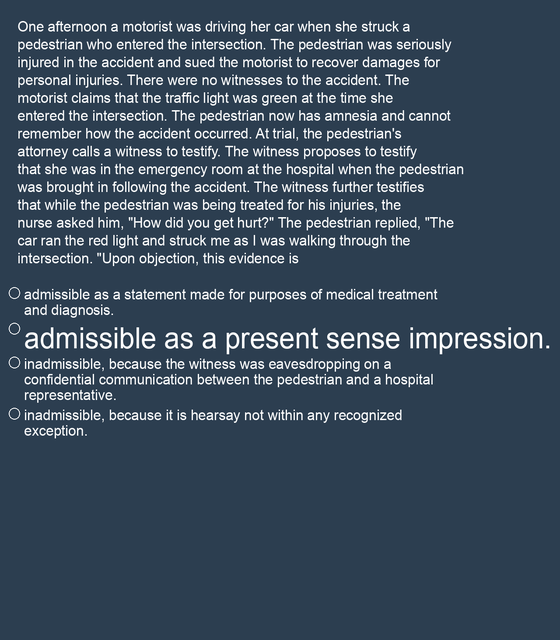 One afternoon a motorist was driving her car when she struck a
pedestrian who entered the intersection. The pedestrian was seriously
injured in the accident and sued the motorist to recover damages for
personal injuries. There were no witnesses to the accident. The
motorist claims that the traffic light was green at the time she
entered the intersection. The pedestrian now has amnesia and cannot
remember how the accident occurred. At trial, the pedestrian's
attorney calls a witness to testify. The witness proposes to testify
that she was in the emergency room at the hospital when the pedestrian
was brought in following the accident. The witness further testifies
that while the pedestrian was being treated for his injuries, the
nurse asked him, "How did you get hurt?" The pedestrian replied, "The
car ran the red light and struck me as I was walking through the
intersection. "Upon objection, this evidence is
admissible as a statement made for purposes of medical treatment
and diagnosis.
admissible as a present sense impression.
inadmissible, because the witness was eavesdropping on a
confidential communication between the pedestrian and a hospital
representative.
inadmissible, because it is hearsay not within any recognized
exception.